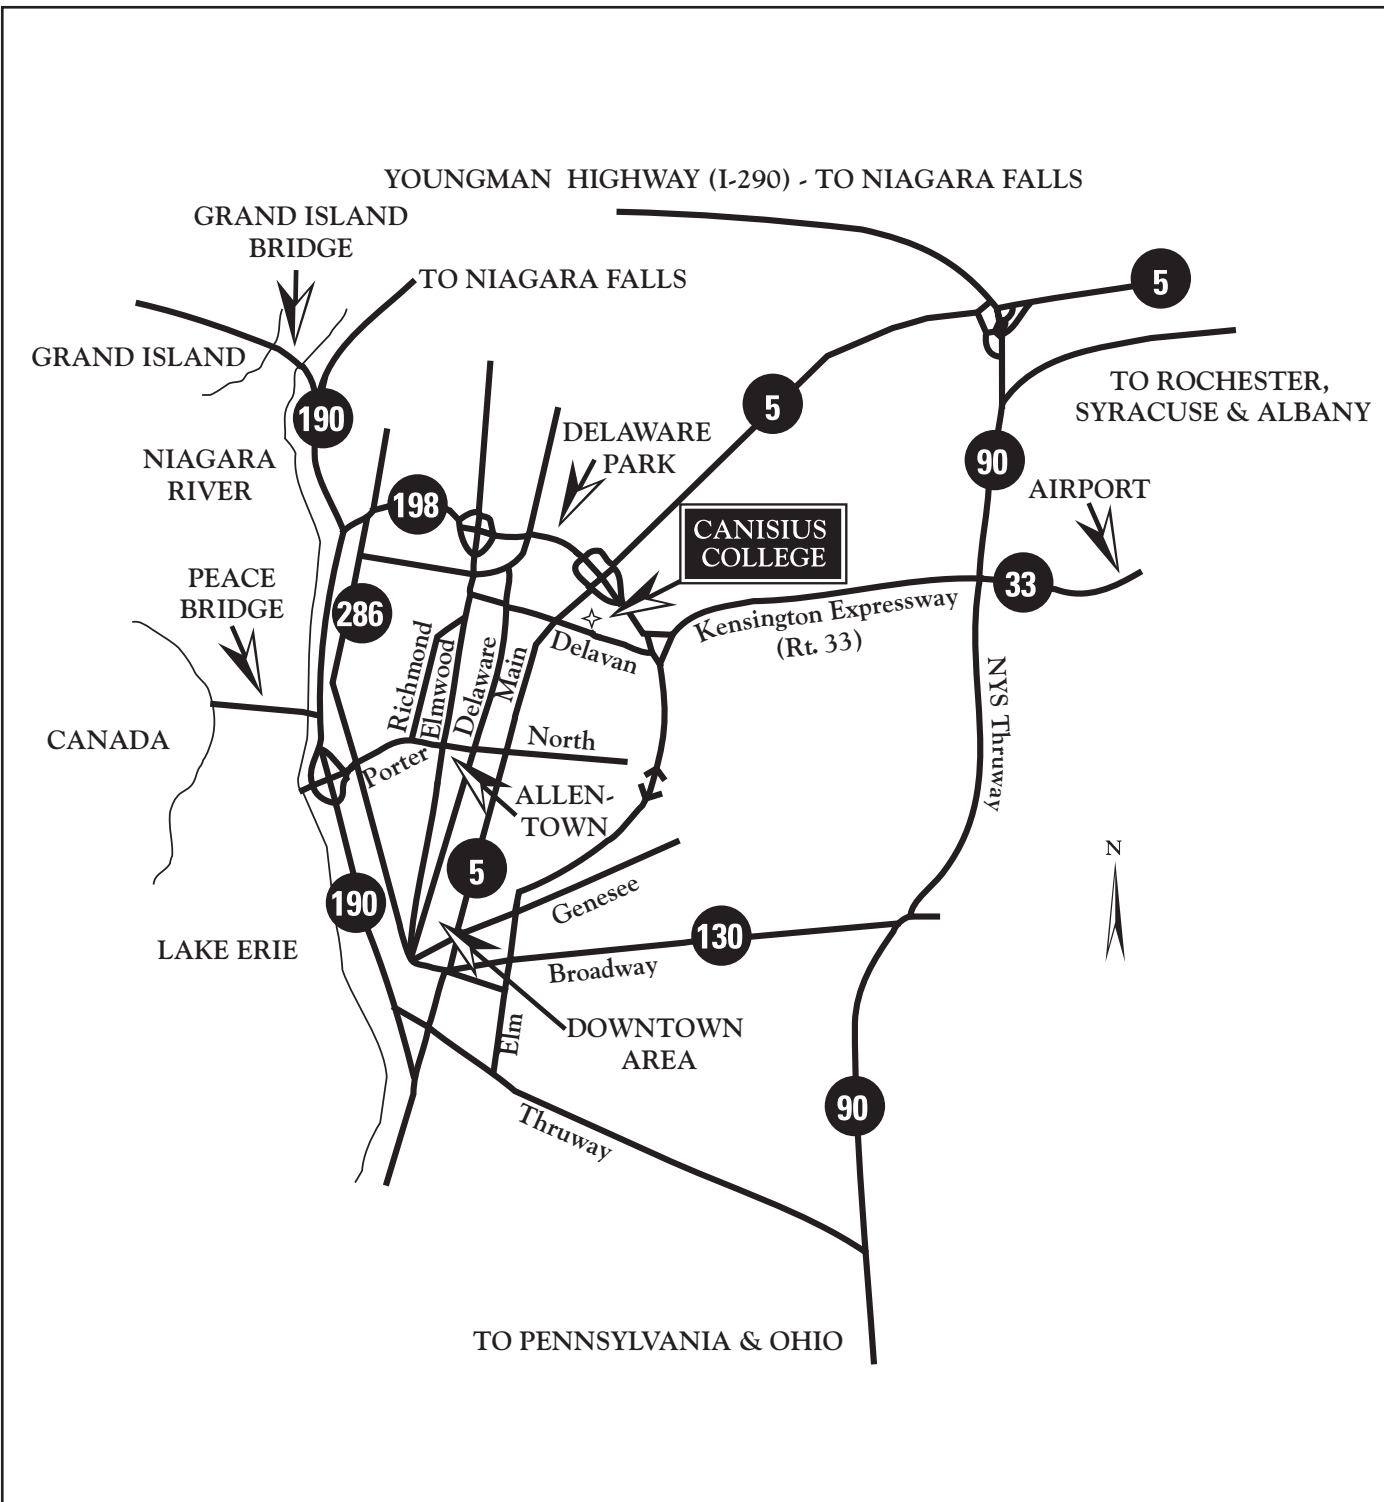 YOUNGMAN HIGHWAY (I-290) - TO NIAGARA FALLS
GRAND ISLAND
BRIDGE
TO NIAGARA FALLS
5
GRAND ISLAND
TO ROCHESTER,
SYRACUSE & ALBANY
5
190
DELAWARE
PARK
NIAGARA
RIVER
90
AIRPORT
198
CANISIUS
COLLEGE
PEACE
BRIDGE
286
33
Kensington Expressway
(Rt. 33)
Delavan
Richmond
Elmwood
Delaware
Main
NYS Thruway
CANADA
North
Porter
ALLEN-
TOWN
N
5
190
Genesee
130
LAKE ERIE
Broadway
Elm
DOWNTOWN
AREA
90
Thruway
TO PENNSYLVANIA & OHIO